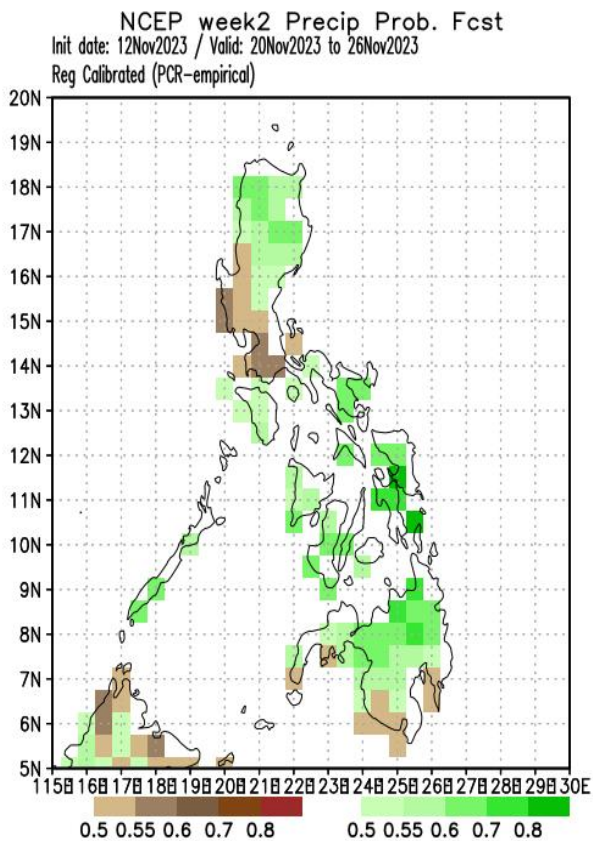 NCEP week2 Precip Prob. Fcst
Init date: 12Nov2023 / Valid: 20Nov2023 to 26Nov2023
Reg Calibrated (PCR-empirical)
20N
19N
18N
17N
16N
15N
14N
13N
12N
11N
10N
9N
8N
7N
6N
5N
115E 116E 117E 118E 119E 120E 121E 122E 123E 124E 125E 126E 127E 128E 129E 130E
0.5 0.55 0.6 0.7 0.8 0.5 0.55 0.6 0.7 0.8